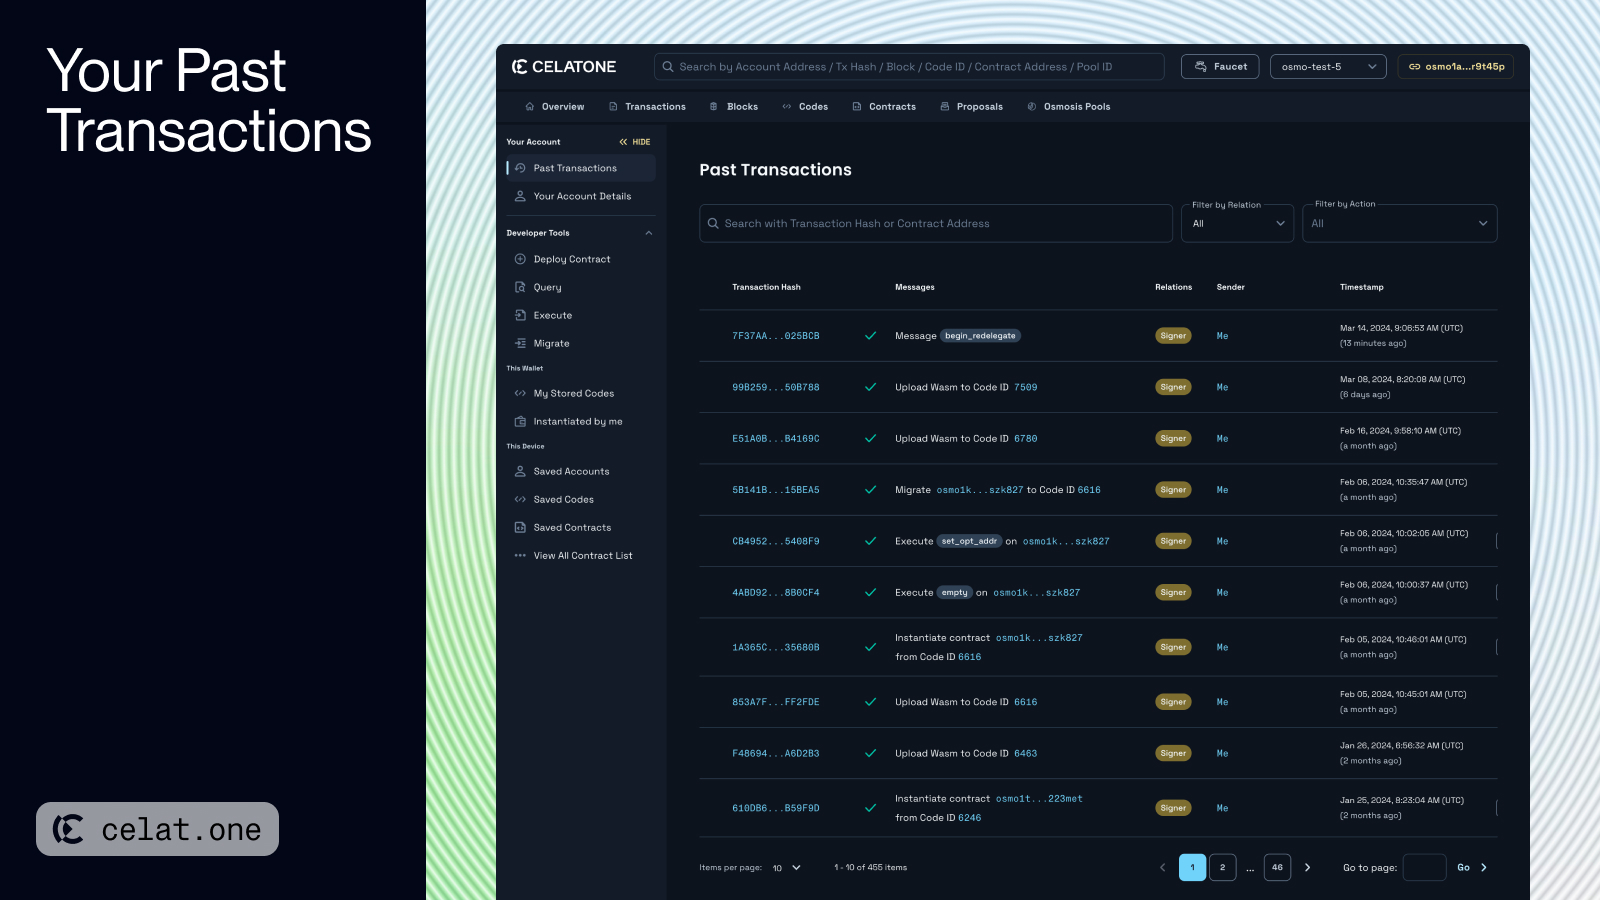 Your Past
Transactions
celat.one
CELATONE
Search by Account Address / Tx Hash / Block / Code ID / Contract Address / Pool ID
Faucet
osmo-test-5
osmo1a...r9t45p
Overview
Transactions
Blocks
Codes
Contracts
Proposals
Osmosis Pools
Your Account
HIDE
Past Transactions
Your Account Details
Developer Tools
Deploy Contract
Query
Execute
Migrate
This Wallet
My Stored Codes
Instantiated by me
This Device
Saved Accounts
Saved Codes
Saved Contracts
View All Contract List
Past Transactions
Search with Transaction Hash or Contract Address
Filter by Relation
All
Filter by Action
All
Transaction Hash Messages Relations Sender Timestamp
7F37AA...025BCB Message begin_redelegate Signer Me Mar 14, 2024, 9:06:53 AM (UTC)
(13 minutes ago)
99B259...50B788 Upload Wasm to Code ID 7509 Signer Me Mar 08, 2024, 8:20:08 AM (UTC)
(6 days ago)
E51A0B...B4169C Upload Wasm to Code ID 6780 Signer Me Feb 16, 2024, 9:58:10 AM (UTC)
(a month ago)
5B141B...15BEA5 Migrate osmo1k...szk827 to Code ID 6616 Signer Me Feb 06, 2024, 10:35:47 AM (UTC)
(a month ago)
CB4952...5408F9 Execute set_opt_addr on osmo1k...szk827 Signer Me Feb 06, 2024, 10:02:05 AM (UTC)
(a month ago)
4ABD92...8B0CF4 Execute empty on osmo1k...szk827 Signer Me Feb 06, 2024, 10:00:37 AM (UTC)
(a month ago)
1A365C...35680B Instantiate contract osmo1k...szk827 Signer Me Feb 05, 2024, 10:46:01 AM (UTC)
from Code ID 6616 (a month ago)
853A7F...FF2FDE Upload Wasm to Code ID 6616 Signer Me Feb 05, 2024, 10:45:01 AM (UTC)
(a month ago)
F48694...A6D2B3 Upload Wasm to Code ID 6463 Signer Me Jan 26, 2024, 6:56:32 AM (UTC)
(2 months ago)
610DB6...B59F9D Instantiate contract osmo1t...223met Signer Me Jan 25, 2024, 8:23:04 AM (UTC)
from Code ID 6246 (2 months ago)
Items per page: 10 1 - 10 of 455 items 1 2 ... 46 Go to page: Go